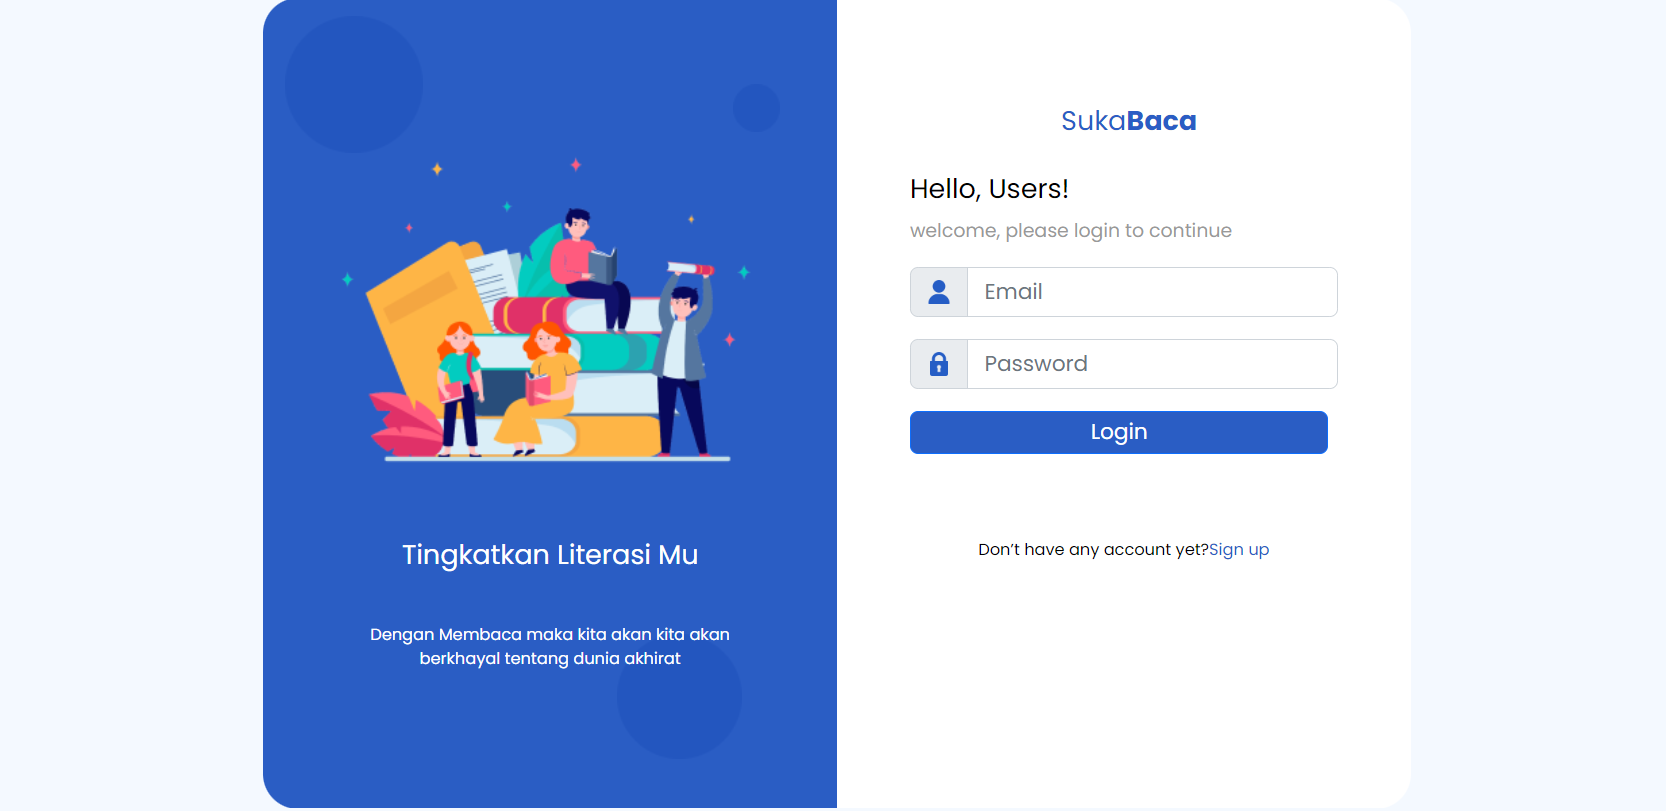 Tingkatkan Literasi Mu
Dengan Membaca maka kita akan kita akan
berkhayal tentang dunia akhirat
SukaBaca
Hello, Users!
welcome, please login to continue
Email
Password
Login
Don’t have any account yet?Sign up